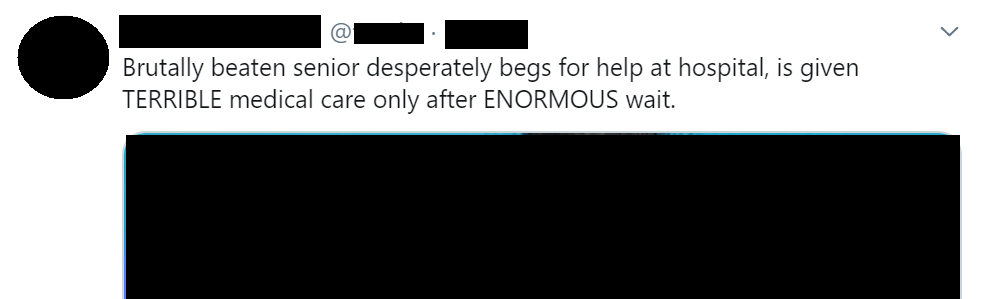 @ ·
Brutally beaten senior desperately begs for help at hospital, is given
TERRIBLE medical care only after ENORMOUS wait.